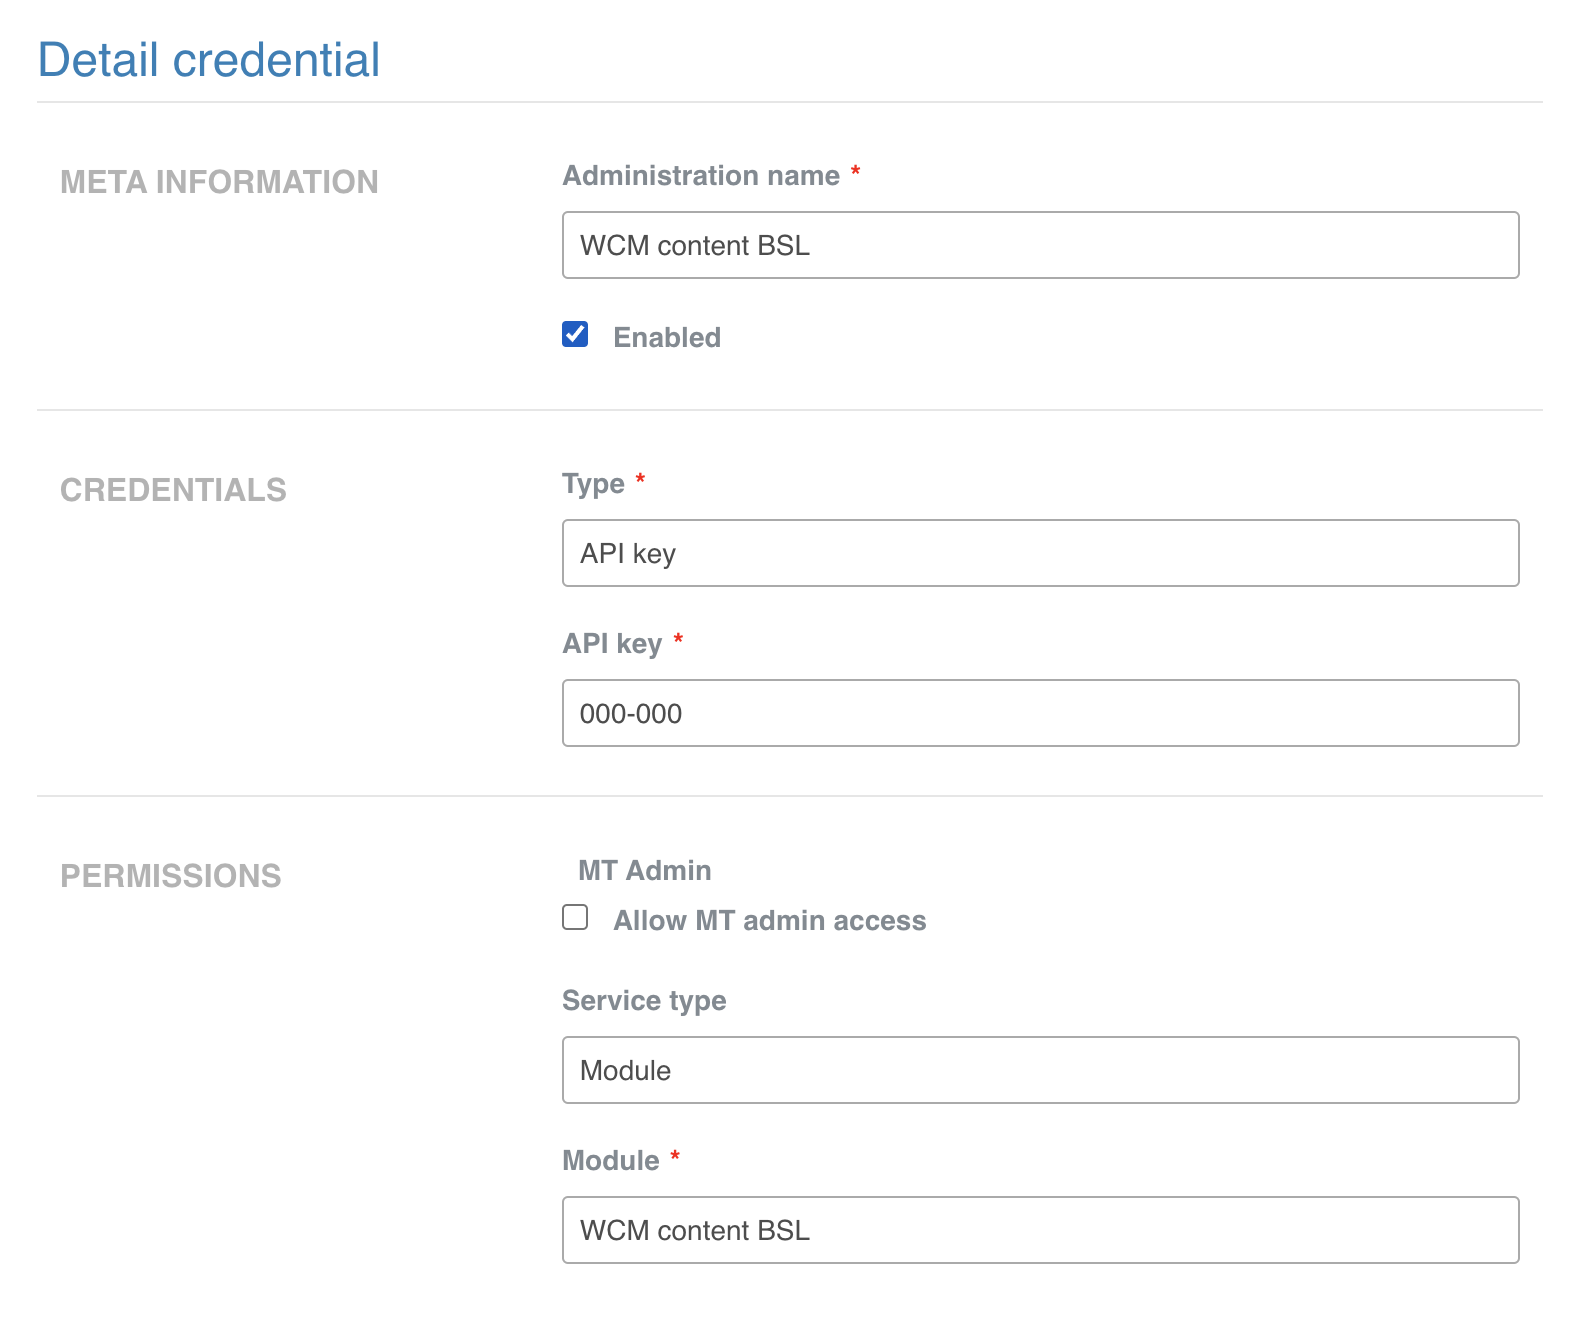 Detail credential
META INFORMATION
Administration name *
WCM content BSL
Enabled
CREDENTIALS
Type *
API key
API key *
000-000
PERMISSIONS
MT Admin
Allow MT admin access
Service type
Module
Module *
WCM content BSL